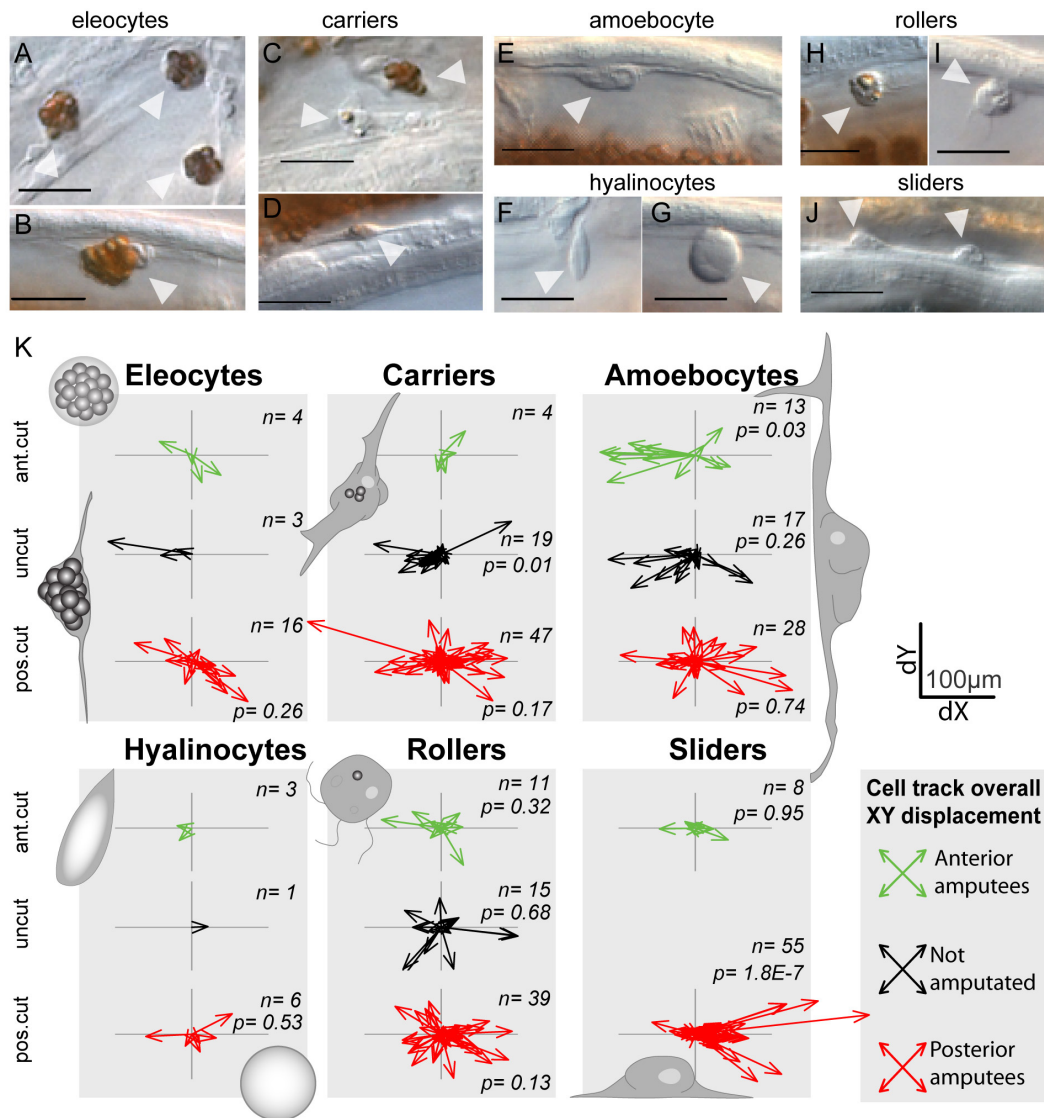 eleocytes carriers amoebocyte rollers
A C E H I
hyalinocytes sliders
B D F G J
K
Eleocytes Carriers Amoebocytes
ant.cut
n= 4
n= 4
n= 13
p= 0.03
uncut
n= 3
n= 19
p= 0.01
n= 17
p= 0.26
pos.cut
n= 16
p= 0.26
n= 47
p= 0.17
n= 28
p= 0.74
dY
100µm
dX
Hyalinocytes Rollers Sliders
ant.cut
n= 3
n= 11
p= 0.32
n= 8
p= 0.95
uncut
n= 1
n= 15
p= 0.68
pos.cut
n= 6
p= 0.53
n= 39
p= 0.13
n= 55
p= 1.8E-7
Cell track overall
XY displacement
Anterior
amputees
Not
amputated
Posterior
amputees